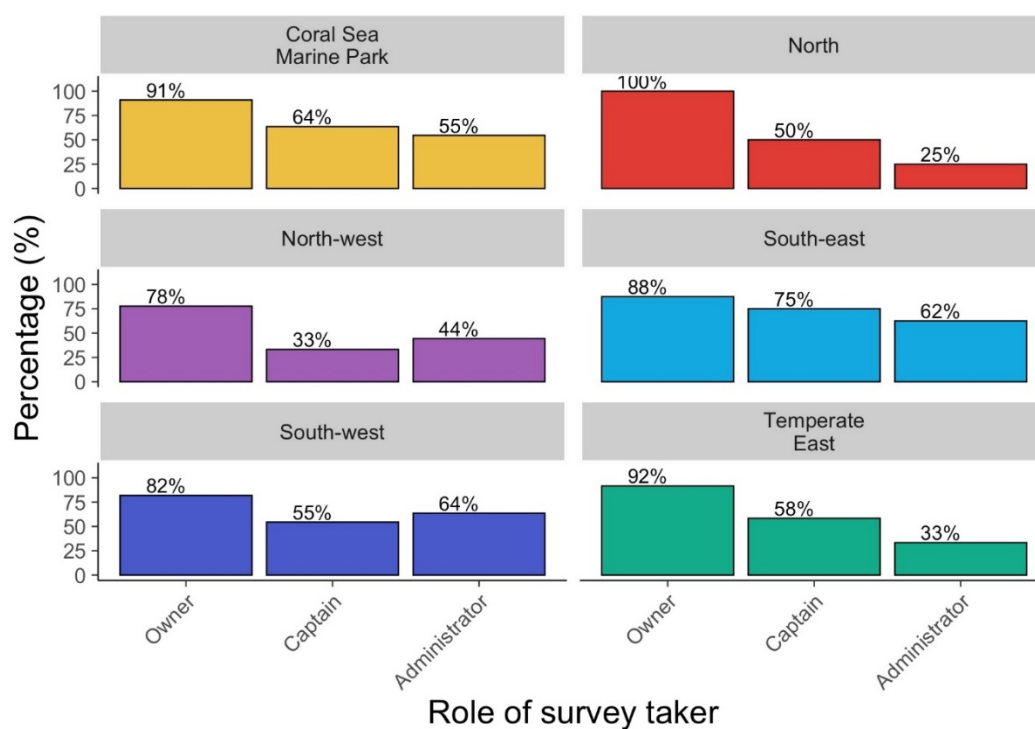 Coral Sea
Marine Park
North
100
75
50
25
0
91%
64%
55%
100%
50%
25%
North-west
South-east
100
75
50
25
0
78%
33%
44%
88%
75%
62%
South-west
Temperate
East
100
75
50
25
0
82%
55%
64%
92%
58%
33%
Owner
Captain
Administrator
Owner
Captain
Administrator
Percentage (%)
Role of survey taker